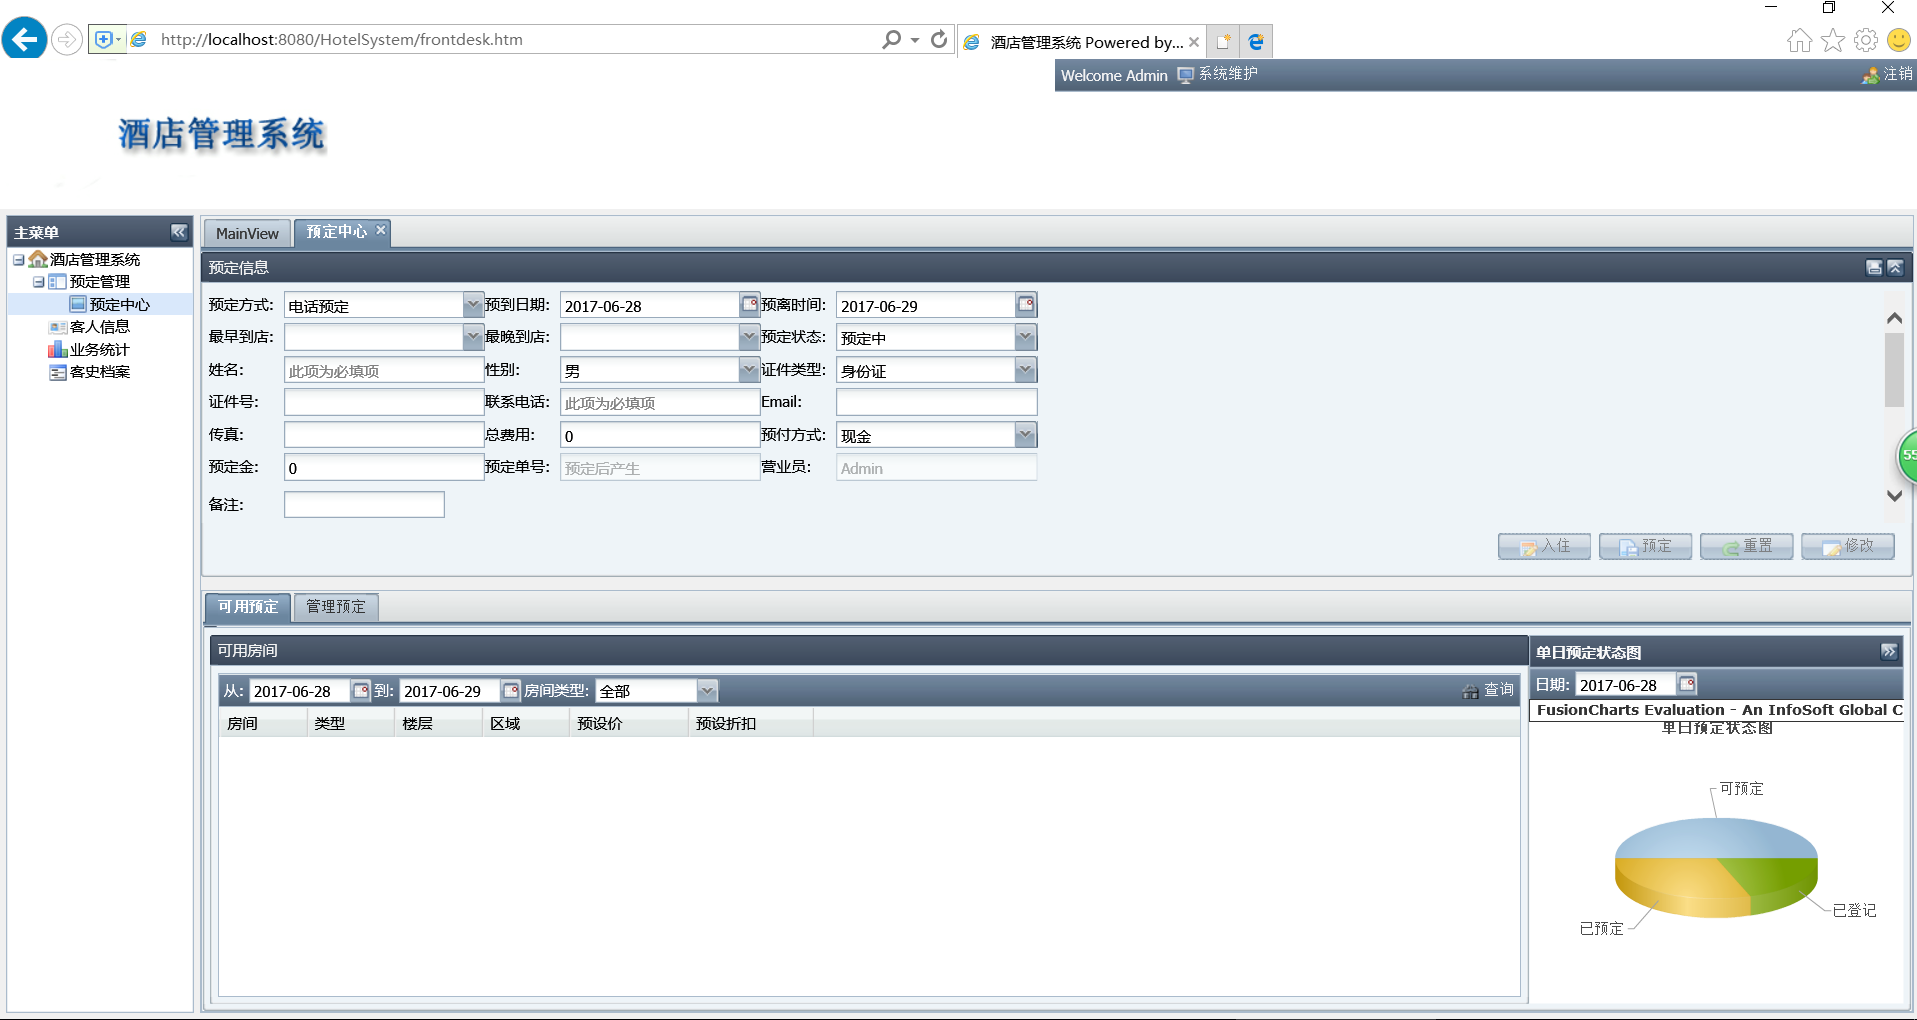 http://localhost:8080/HotelSystem/frontdesk.htm
酒店管理系统 Powered by...
Welcome Admin 系统维护 注销
酒店管理系统
主菜单
酒店管理系统
预定管理
预定中心
客人信息
业务统计
客史档案
MainView 预定中心
预定信息
预定方式: 电话预定 预到日期: 2017-06-28 预离时间: 2017-06-29
最早到店: 最晚到店: 预定状态: 预定中
姓名: 此项为必填项 性别: 男 证件类型: 身份证
证件号: 联系电话: 此项为必填项 Email:
传真: 总费用: 0 预付方式: 现金
预定金: 0 预定单号: 预定后产生 营业员: Admin
备注:
55
入住 预定 重置 修改
可用预定 管理预定
可用房间
从: 2017-06-28 到: 2017-06-29 房间类型: 全部 查询
房间 类型 楼层 区域 预设价 预设折扣
单日预定状态图
日期: 2017-06-28
FusionCharts Evaluation - An InfoSoft Global C
单日预定状态图
可预定
已登记
已预定